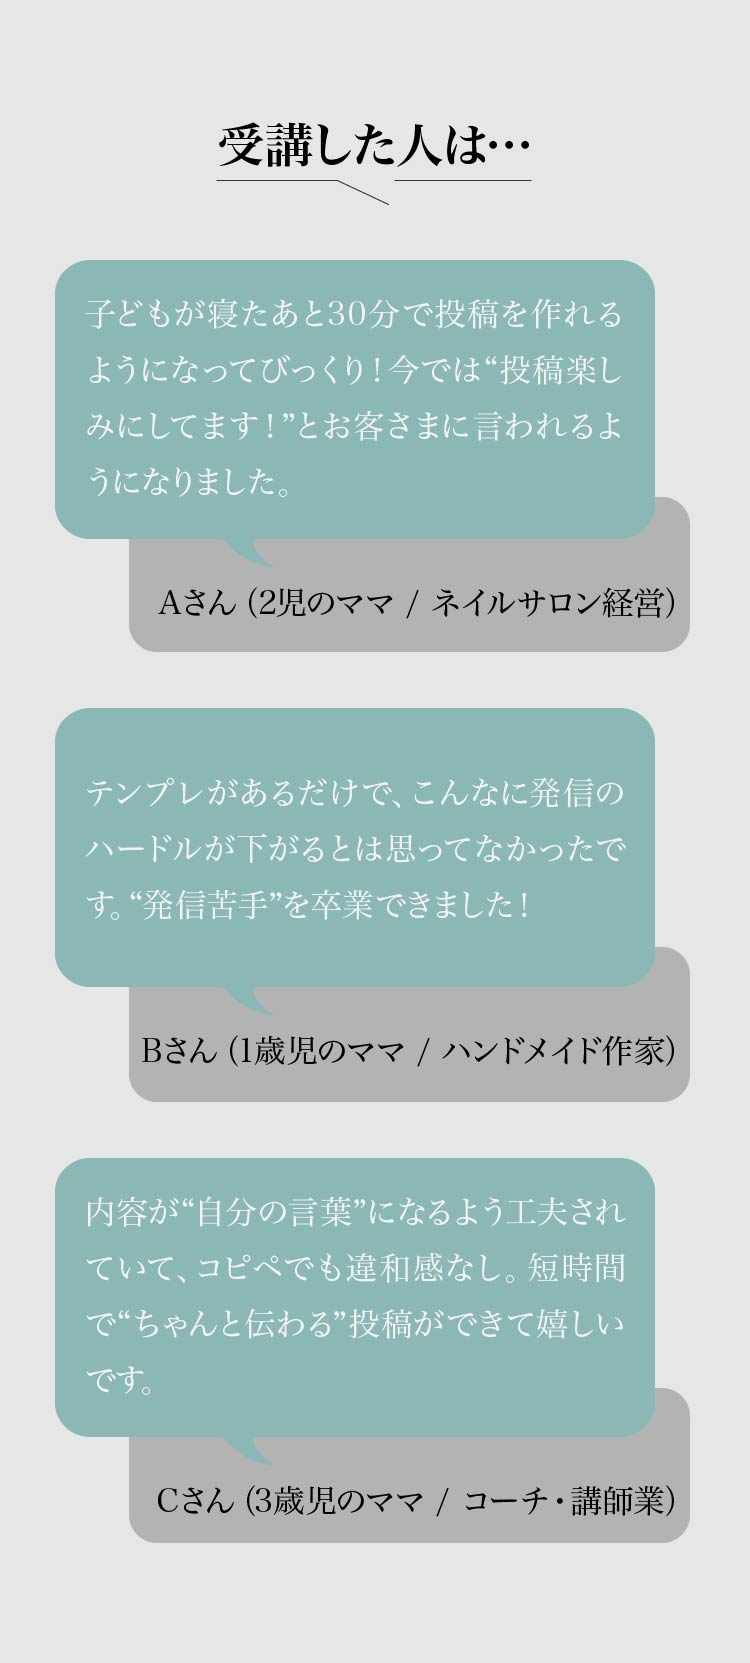 受講した人は…
子どもが寝たあと30分で投稿を作れる
ようになってびっくり！今では“投稿楽し
みにしてます！”とお客さまに言われるよ
うになりました。
Aさん（2児のママ / ネイルサロン経営）
テンプレがあるだけで、こんなに発信の
ハードルが下がるとは思ってなかったで
す。“発信苦手”を卒業できました！
Bさん（1歳児のママ / ハンドメイド作家）
内容が“自分の言葉”になるよう工夫され
ていて、コピペでも違和感なし。短時間
で“ちゃんと伝わる”投稿ができて嬉しい
です。
Cさん（3歳児のママ / コーチ・講師業）